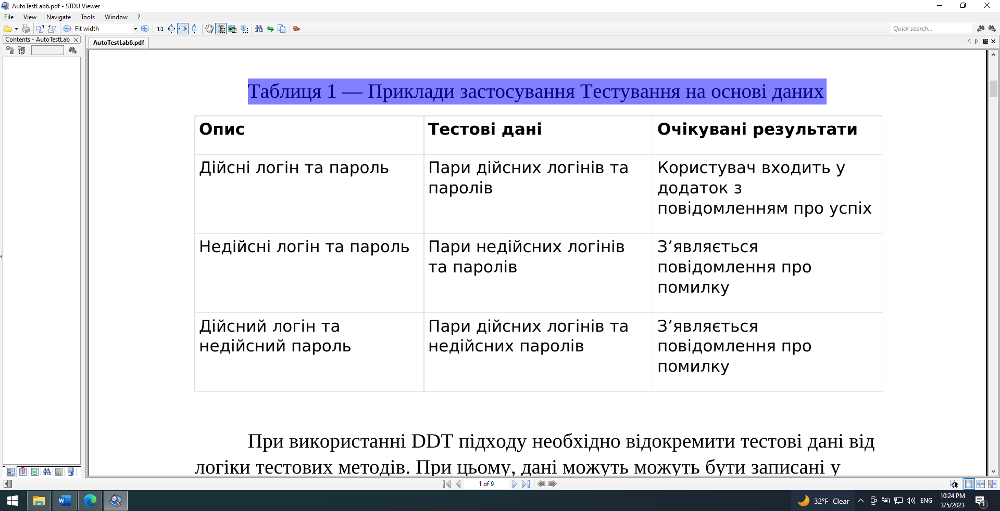 AutoTestLab6.pdf - STDU Viewer
File View Navigate Tools Window ?
Fit width
1:1
Quick search...
Contents - AutoTestLab
AutoTestLab6.pdf
Таблиця 1 — Приклади застосування Тестування на основі даних
Опис
Тестові дані
Очікувані результати
Дійсні логін та пароль
Пари дійсних логінів та
паролів
Користувач входить у
додаток з
повідомленням про успіх
Недійсні логін та пароль
Пари недійсних логінів
та паролів
З’являється
повідомлення про
помилку
Дійсний логін та
недійсний пароль
Пари дійсних логінів та
недійсних паролів
З’являється
повідомлення про
помилку
При використанні DDT підходу необхідно відокремити тестові дані від
логіки тестових методів. При цьому, дані можуть можуть бути записані у
1 of 9
32°F Clear
ENG
10:24 PM
3/5/2023
1